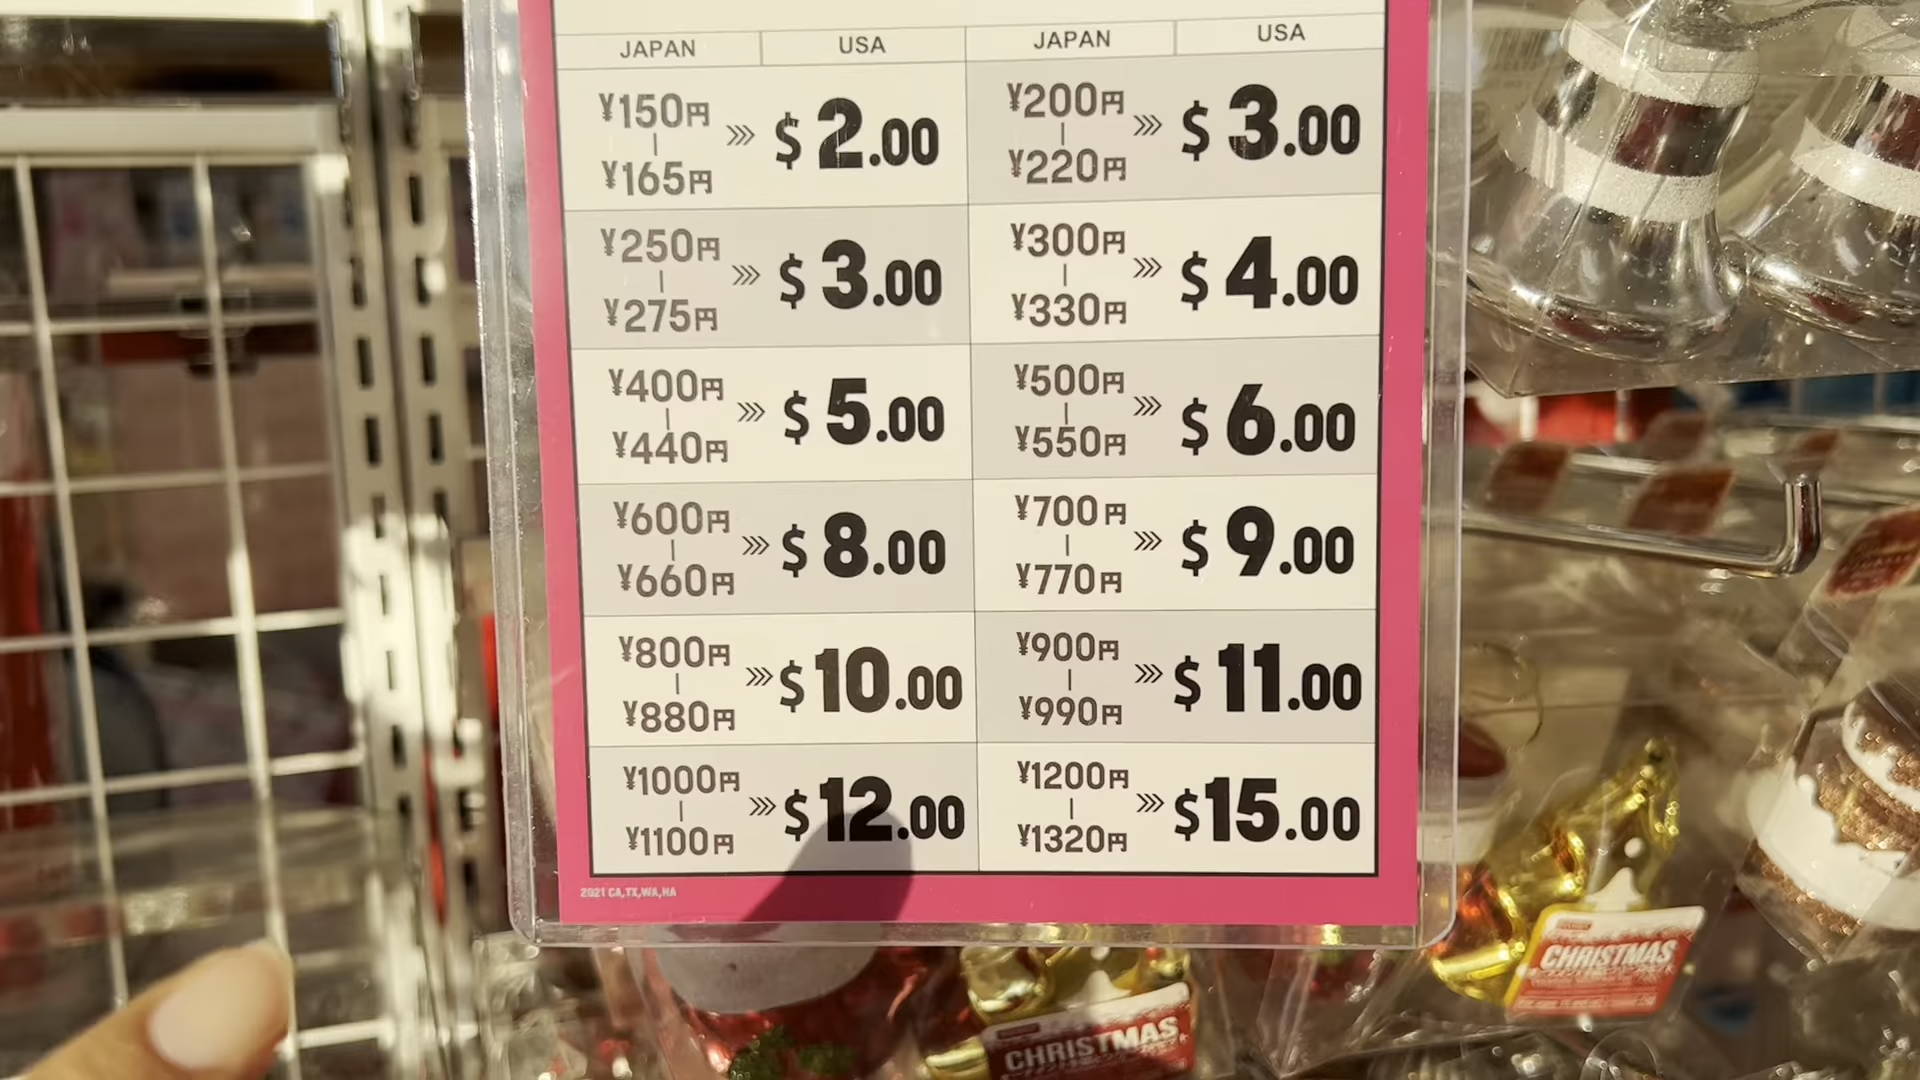 JAPAN USA JAPAN USA
¥150円 ¥165円 >>> $2.00
¥200円 ¥220円 >>> $3.00
¥250円 ¥275円 >>> $3.00
¥300円 ¥330円 >>> $4.00
¥400円 ¥440円 >>> $5.00
¥500円 ¥550円 >>> $6.00
¥600円 ¥660円 >>> $8.00
¥700円 ¥770円 >>> $9.00
¥800円 ¥880円 >>> $10.00
¥900円 ¥990円 >>> $11.00
¥1000円 ¥1100円 >>> $12.00
¥1200円 ¥1320円 >>> $15.00
2021 CA,TX,WA,HA
CHRISTMAS
CHRISTMAS